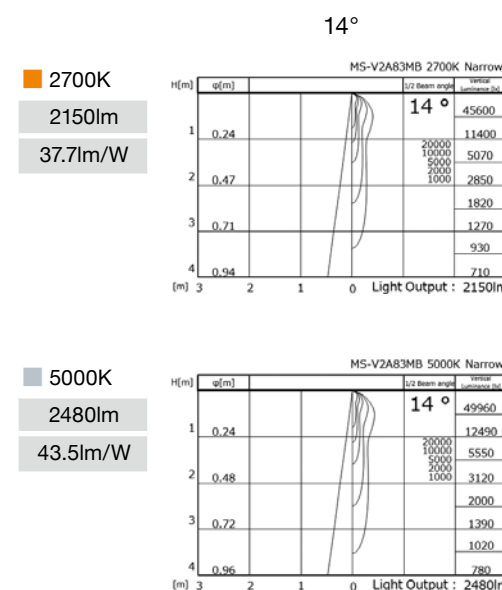 14°
MS-V2A83MB 2700K Narrow
2700K
2150lm
37.7lm/W
H[m] φ[m] 1/2 Beam angle Vertical Luminance [lx]
14 °
45600
1 0.24 11400
20000
10000
5000
2000
1000
5070
2 0.47 2850
1820
3 0.71 1270
930
4 0.94 710
[m] 3 2 1 0 Light Output : 2150lm
MS-V2A83MB 5000K Narrow
5000K
2480lm
43.5lm/W
H[m] φ[m] 1/2 Beam angle Vertical Luminance [lx]
14 °
49960
1 0.24 12490
20000
10000
5000
2000
1000
5550
2 0.48 3120
2000
3 0.72 1390
1020
4 0.96 780
[m] 3 2 1 0 Light Output : 2480lm